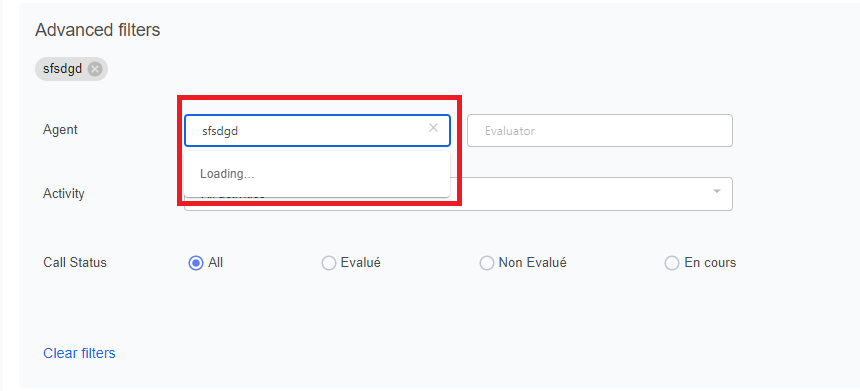 Advanced filters
sfsdgd
Agent
sfsdgd
Evaluator
Loading...
Activity
Call Status
All
Evalué
Non Evalué
En cours
Clear filters